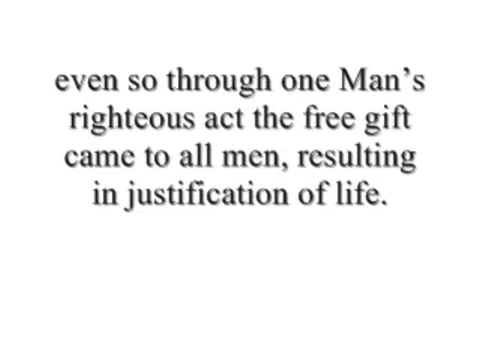 even so through one Man’s
righteous act the free gift
came to all men, resulting
in justification of life.